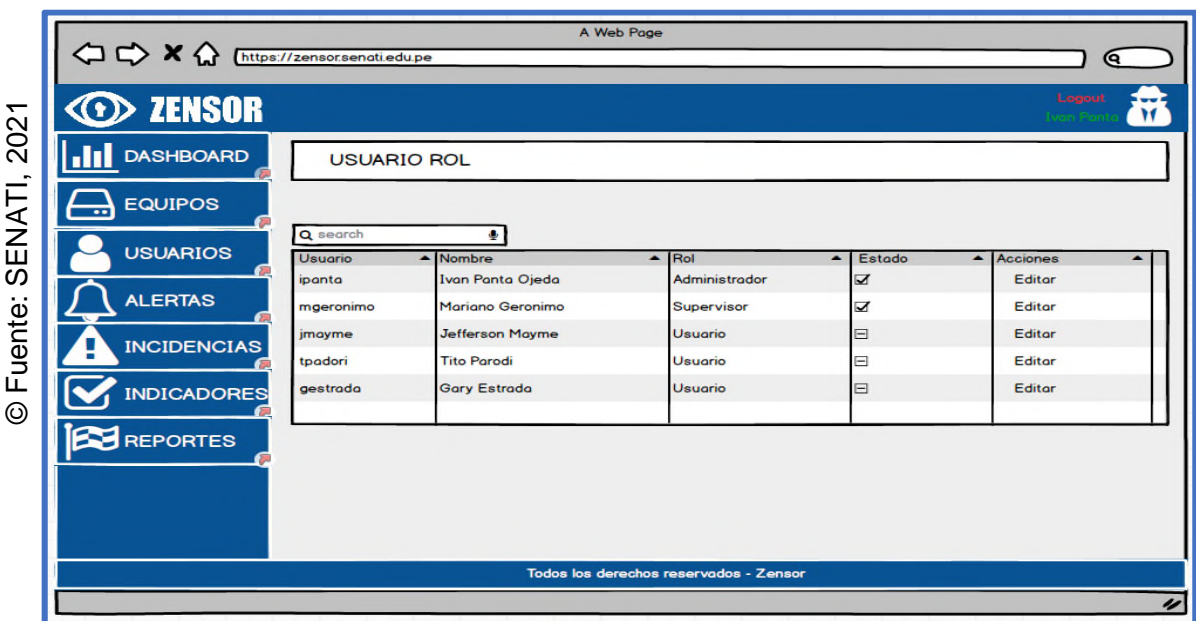 © Fuente: SENATI, 2021
A Web Page
https://zensor.senati.edu.pe
ZENSOR
Logout
Ivan Panta
DASHBOARD
EQUIPOS
USUARIOS
ALERTAS
INCIDENCIAS
INDICADORES
REPORTES
USUARIO ROL
search
Usuario Nombre Rol Estado Acciones
ipanta Ivan Panta Ojeda Administrador Editar
mgeronimo Mariano Geronimo Supervisor Editar
jmayme Jefferson Mayme Usuario Editar
tpadori Tito Parodi Usuario Editar
gestrada Gary Estrada Usuario Editar
Todos los derechos reservados - Zensor